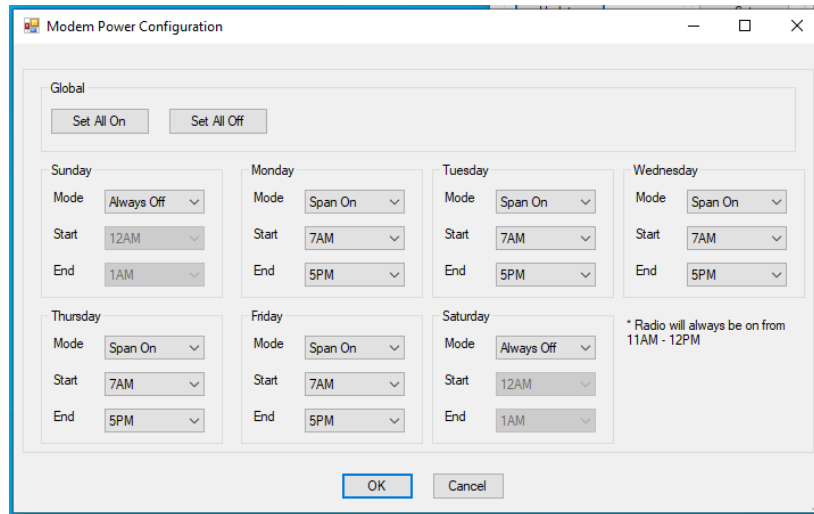 Modem Power Configuration
Global
Set All On Set All Off
Sunday Monday Tuesday Wednesday
Mode Always Off Mode Span On Mode Span On Mode Span On
Start 12AM Start 7AM Start 7AM Start 7AM
End 1AM End 5PM End 5PM End 5PM
Thursday Friday Saturday
Mode Span On Mode Span On Mode Always Off
* Radio will always be on from
11AM - 12PM
Start 7AM Start 7AM Start 12AM
End 5PM End 5PM End 1AM
OK Cancel